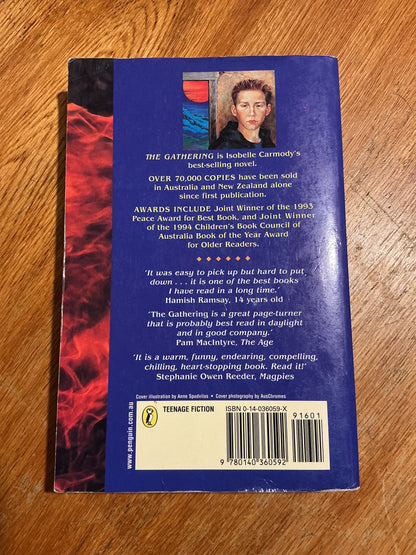 THE GATHERING is Isobelle Carmody's
best-selling novel.
OVER 70,000 COPIES have been sold
in Australia and New Zealand alone
since first publication.
AWARDS INCLUDE Joint Winner of the 1993
Peace Award for Best Book, and Joint Winner
of the 1994 Children's Book Council of
Australia Book of the Year Award
for Older Readers.
'It was easy to pick up but hard to put
down . . . it is one of the best books
I have read in a long time.'
Hamish Ramsay, 14 years old
'The Gathering is a great page-turner
that is probably best read in daylight
and in good company.'
Pam MacIntyre, The Age
'It is a warm, funny, endearing, compelling,
chilling, heart-stopping book. Read it!'
Stephanie Owen Reeder, Magpies
Cover illustration by Anne Spudvilas • Cover photography by AusChromes
www.penguin.com.au
TEENAGE FICTION
ISBN 0-14-036059-X
91601
9 780140 360592